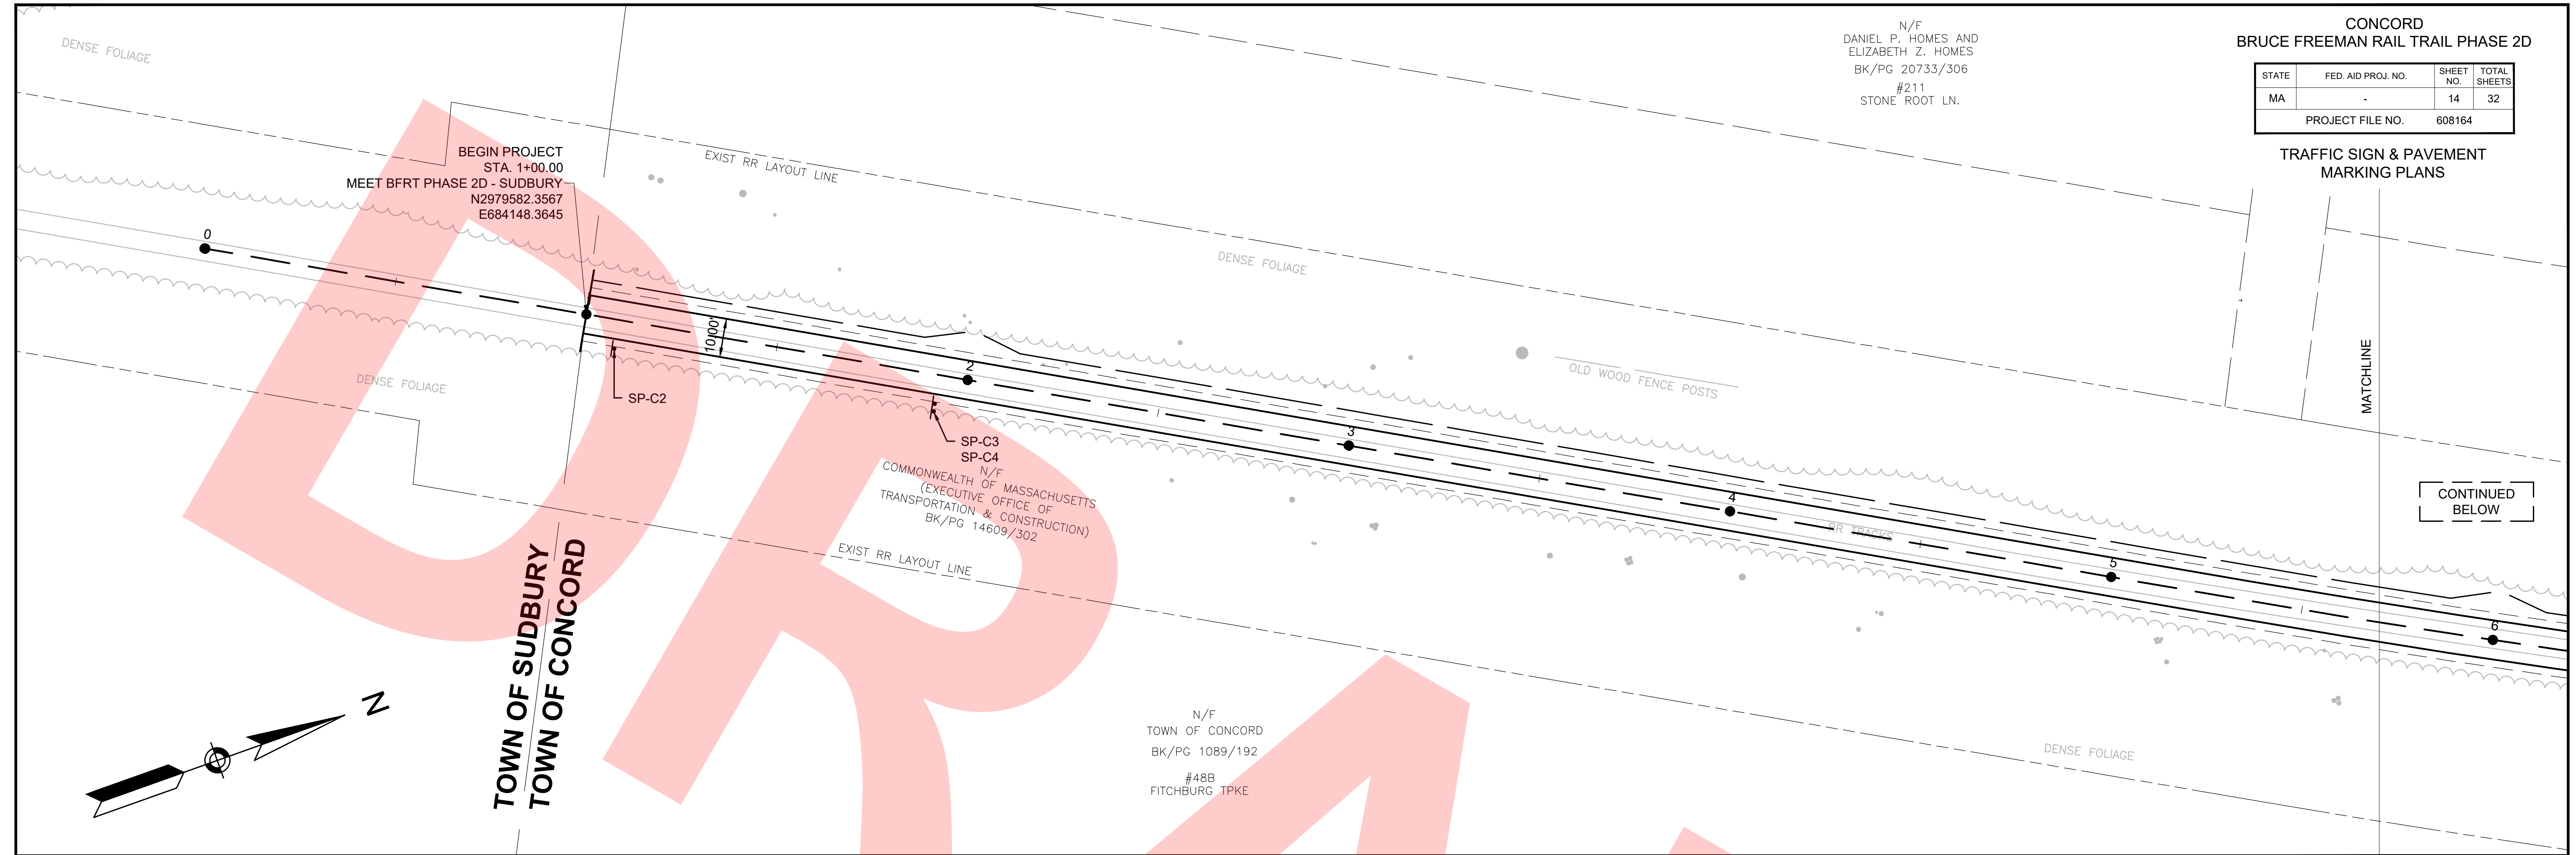 CONCORD
BRUCE FREEMAN RAIL TRAIL PHASE 2D
STATE FED. AID PROJ. NO. SHEET NO. TOTAL SHEETS
MA - 14 32
PROJECT FILE NO. 608164
TRAFFIC SIGN & PAVEMENT
MARKING PLANS
N/F
DANIEL P. HOMES AND
ELIZABETH Z. HOMES
BK/PG 20733/306
#211
STONE ROOT LN.
DENSE FOLIAGE
BEGIN PROJECT
STA. 1+00.00
MEET BFRT PHASE 2D - SUDBURY
N2979582.3567
E684148.3645
EXIST RR LAYOUT LINE
DENSE FOLIAGE
0
10.00'
2
3
4
5
6
OLD WOOD FENCE POSTS
RR TRACKS
MATCHLINE
CONTINUED
BELOW
DENSE FOLIAGE
SP-C2
SP-C3
SP-C4
N/F
COMMONWEALTH OF MASSACHUSETTS
(EXECUTIVE OFFICE OF
TRANSPORTATION & CONSTRUCTION)
BK/PG 14609/302
EXIST RR LAYOUT LINE
TOWN OF SUDBURY
TOWN OF CONCORD
N
N/F
TOWN OF CONCORD
BK/PG 1089/192
#48B
FITCHBURG TPKE
DENSE FOLIAGE